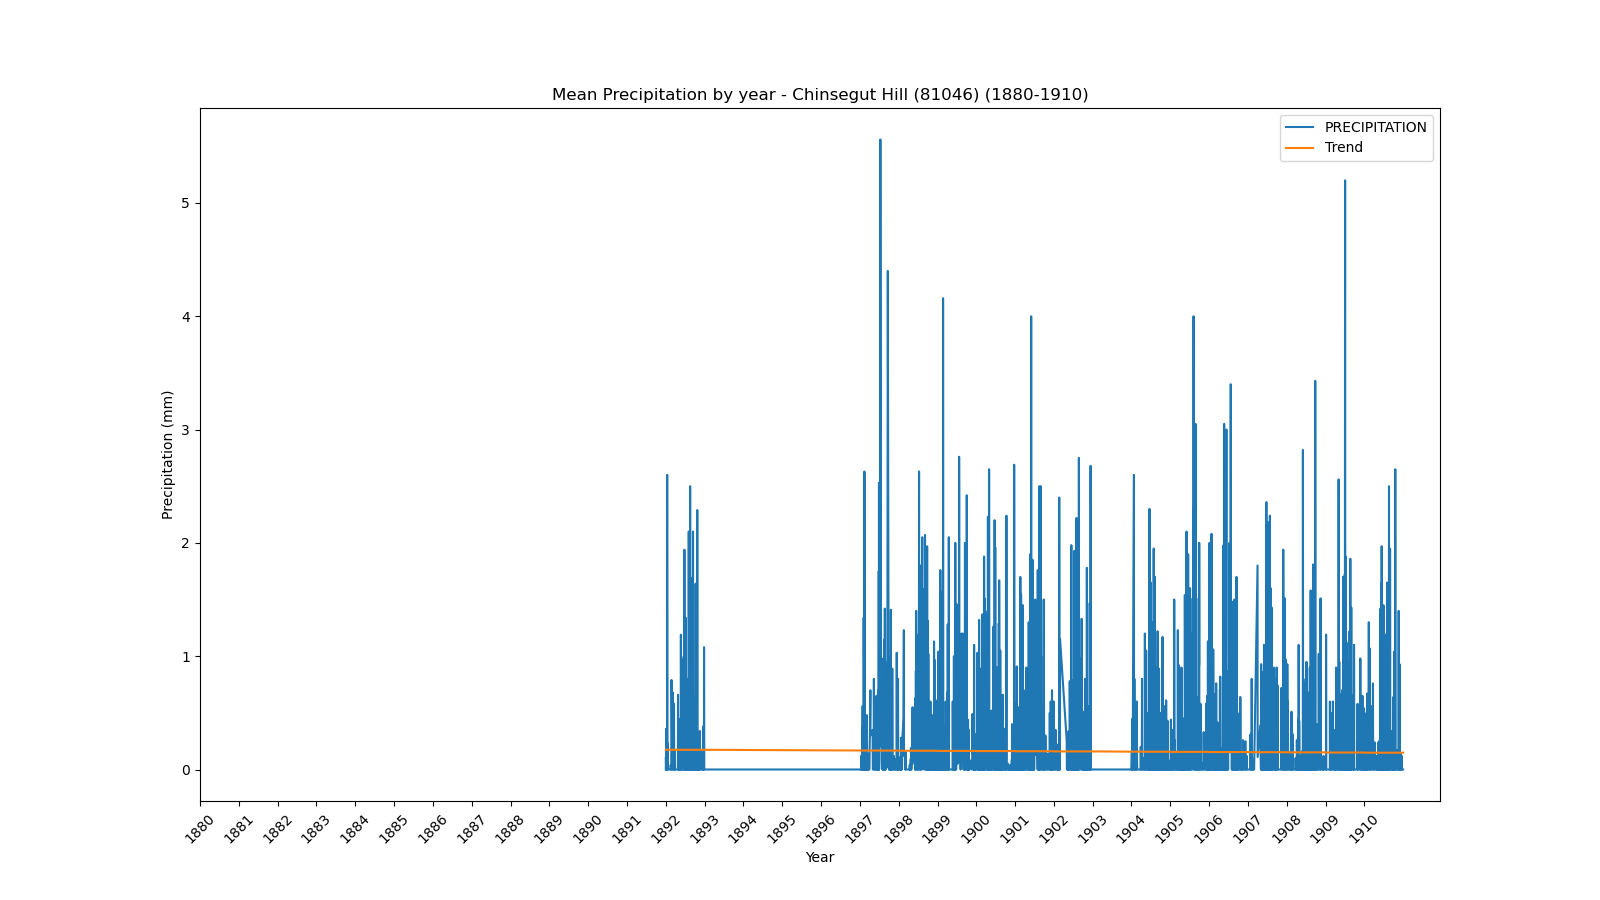 Mean Precipitation by year - Chinsegut Hill (81046) (1880-1910)
PRECIPITATION
Trend
5
4
3
2
1
0
Precipitation (mm)
1880 1881 1882 1883 1884 1885 1886 1887 1888 1889 1890 1891 1892 1893 1894 1895 1896 1897 1898 1899 1900 1901 1902 1903 1904 1905 1906 1907 1908 1909 1910
Year